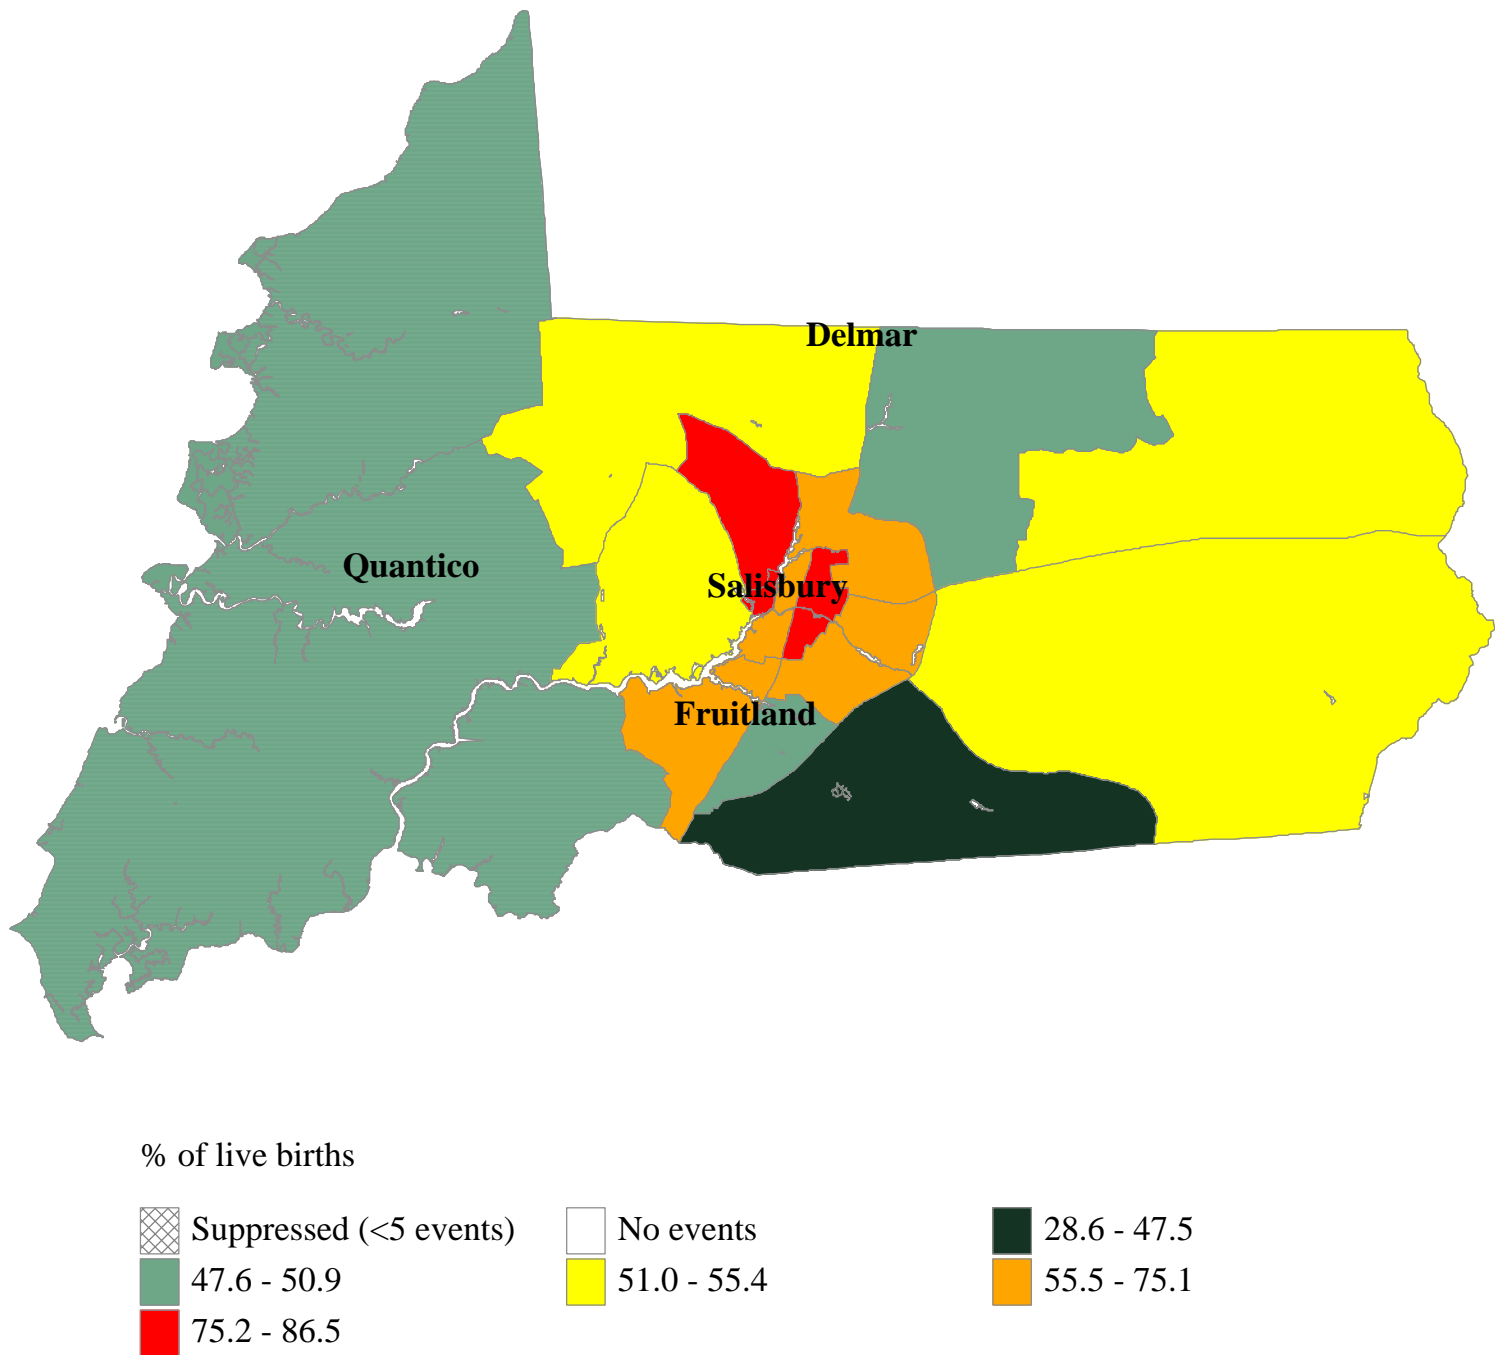 Delmar
Quantico
Salisbury
Fruitland
% of live births
Suppressed (<5 events)
No events
28.6 - 47.5
47.6 - 50.9
51.0 - 55.4
55.5 - 75.1
75.2 - 86.5